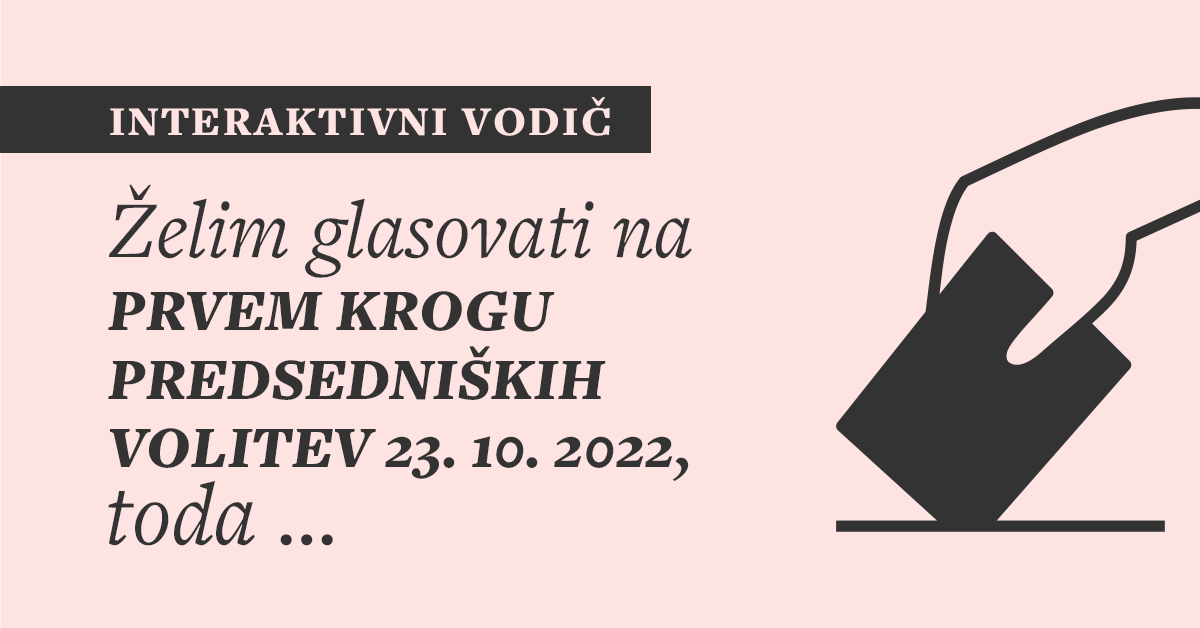 INTERAKTIVNI VODIČ
Želim glasovati na
PRVEM KROGU
PREDSEDNIŠKIH
VOLITEV 23. 10. 2022,
toda ...